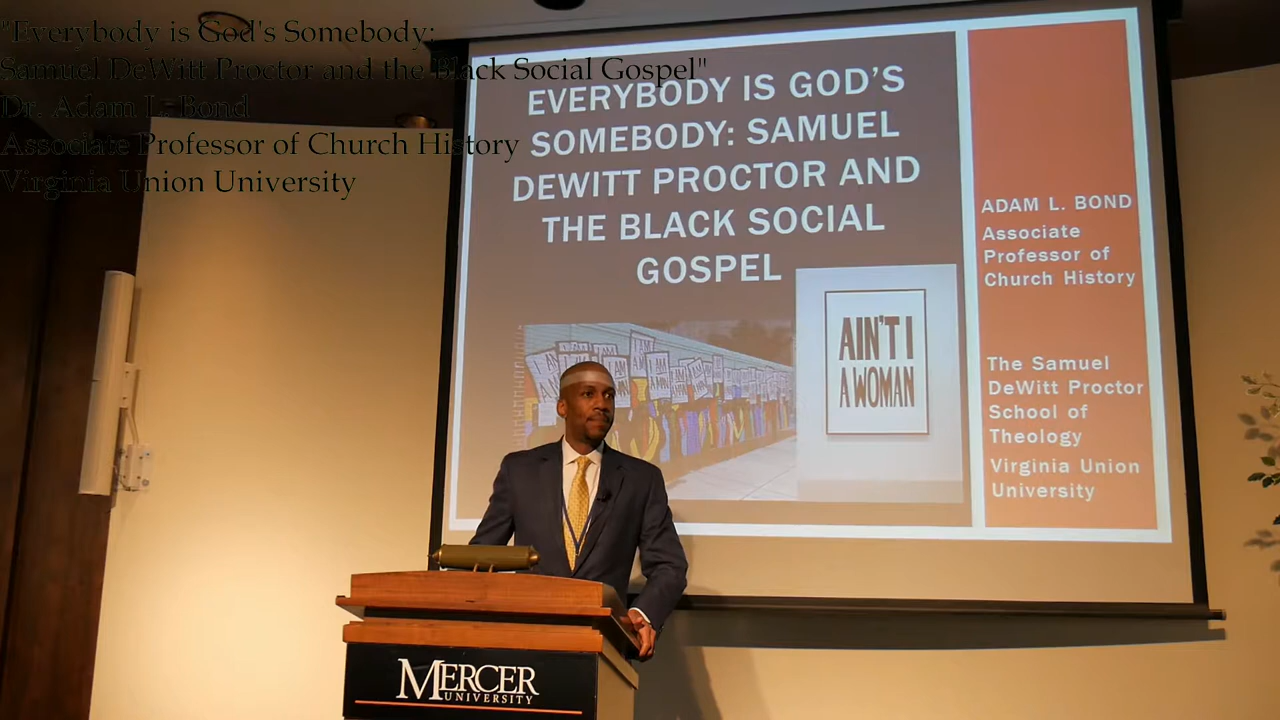 "Everybody is God's Somebody:
Samuel DeWitt Proctor and the Black Social Gospel"
Dr. Adam L. Bond
Associate Professor of Church History
Virginia Union University
EVERYBODY IS GOD'S
SOMEBODY: SAMUEL
DEWITT PROCTOR AND
THE BLACK SOCIAL
GOSPEL
ADAM L. BOND
Associate
Professor of
Church History
The Samuel
DeWitt Proctor
School of
Theology
Virginia Union
University
AIN'T I
A WOMAN
MERCER
UNIVERSITY